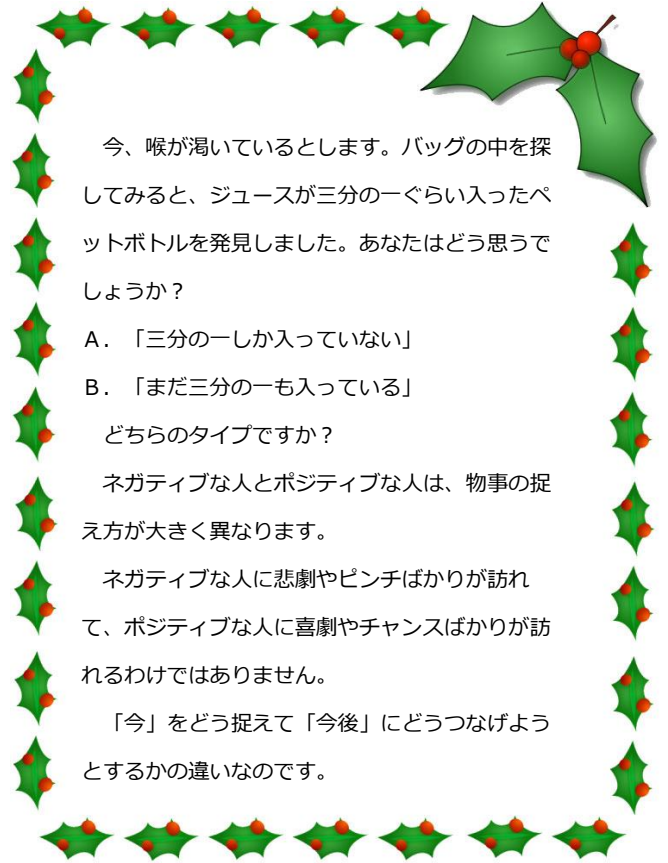 今、喉が渇いているとします。バッグの中を探
してみると、ジュースが三分の一ぐらい入ったペ
ットボトルを発見しました。あなたはどう思うで
しょうか？
Ａ．「三分の一しか入っていない」
Ｂ．「まだ三分の一も入っている」
　どちらのタイプですか？
　ネガティブな人とポジティブな人は、物事の捉
え方が大きく異なります。
　ネガティブな人に悲劇やピンチばかりが訪れ
て、ポジティブな人に喜劇やチャンスばかりが訪
れるわけではありません。
　「今」をどう捉えて「今後」にどうつなげよう
とするかの違いなのです。